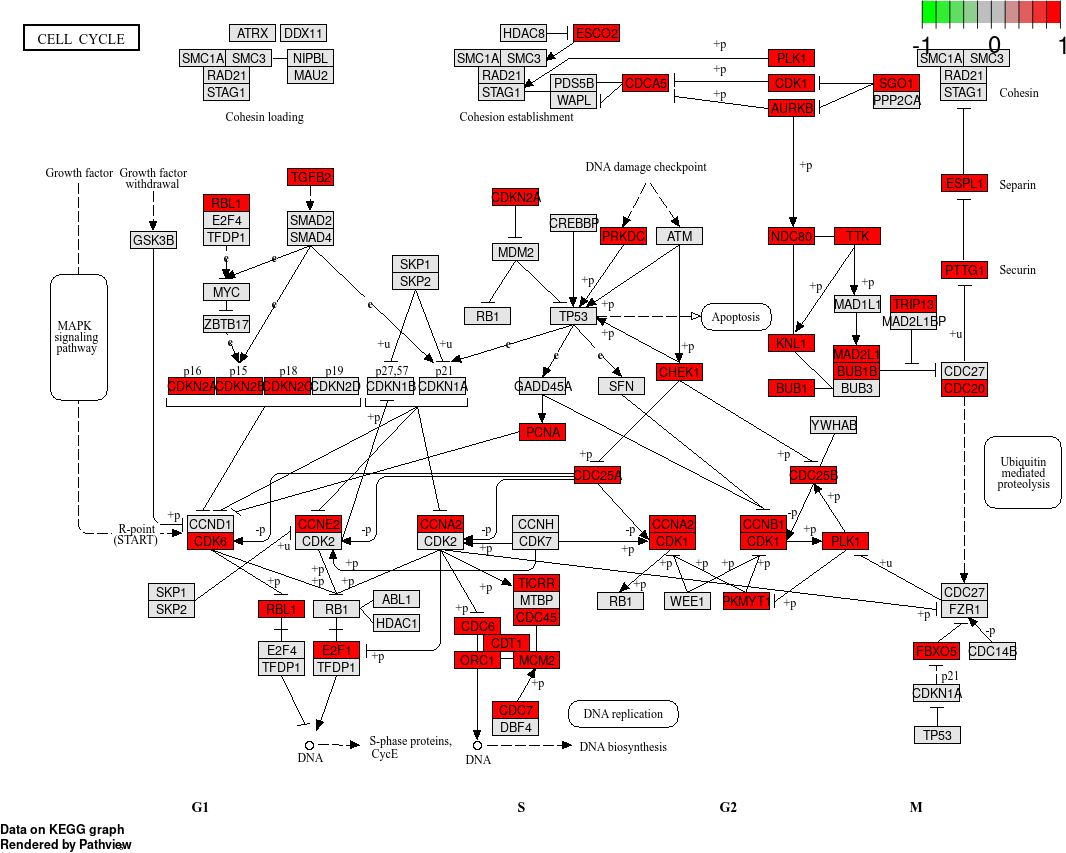 CELL CYCLE
-1 0 1
ATRX DDX11
SMC1A SMC3 NIPBL
RAD21 MAU2
STAG1
Cohesin loading
HDAC8 ESCO2
SMC1A SMC3
RAD21
STAG1
PDS5B
WAPL
CDCA5
Cohesion establishment
+p
PLK1
+p
CDK1
+p
AURKB
SGO1
PPP2CA
SMC1A SMC3
RAD21
STAG1
Cohesin
+p
Growth factor
Growth factor
withdrawal
GSK3B
RBL1
E2F4
TFDP1
e
MYC
ZBTB17
e
TGFB2
SMAD2
SMAD4
e
e
e
SKP1
SKP2
+u
+u
CDKN2A
MDM2
RB1
CREBBP
DNA damage checkpoint
PRKDC
ATM
+p
+p
TP53
+p
Apoptosis
+p
e
e
NDC80
TTK
+p
+p
MAD1L1
TRIP13
MAD2L1BP
KNL1
MAD2L1
BUB1B
BUB1
BUB3
ESPL1
Separin
PTTG1
Securin
+u
CDC27
CDC20
MAPK
signaling
pathway
p16 p15 p18 p19
CDKN2A CDKN2B CDKN2C CDKN2D
p27,57 p21
CDKN1B CDKN1A
GADD45A
SFN
CHEK1
+p
PCNA
+p
+p
YWHAB
CDC25A
CDC25B
Ubiquitin
mediated
proteolysis
R-point
(START)
+p
CCND1
CDK6
-p
CCNE2
CDK2
+u
-p
CCNA2
CDK2
-p
+p
CCNH
CDK7
-p
+p
CCNA2
CDK1
CCNB1
CDK1
-p
+p
+p
PLK1
+p
+p
+p
+p
+u
SKP1
SKP2
+p
+p
+p
+p
RBL1
RB1
ABL1
HDAC1
E2F4
TFDP1
E2F1
TFDP1
+p
+p
+p
TICRR
MTBP
CDC45
CDC6
CDT1
ORC1
MCM2
+p
CDC7
DBF4
RB1
WEE1
PKMYT1
+p
+p
CDC27
FZR1
-p
FBXO5
CDC14B
p21
CDKN1A
TP53
DNA replication
DNA
S-phase proteins,
CycE
DNA
DNA biosynthesis
G1 S G2 M
Data on KEGG graph
Rendered by Pathview